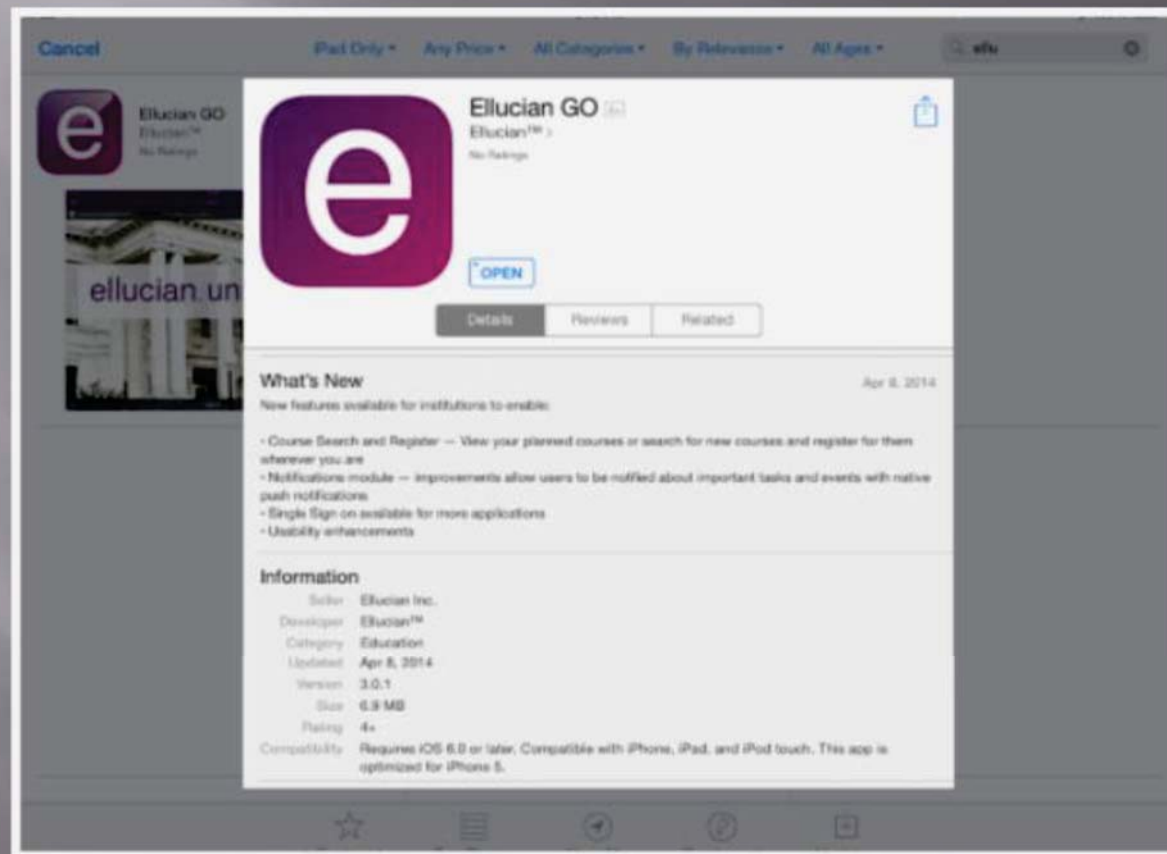 Cancel
iPad Only ▾ Any Price ▾ All Categories ▾ By Relevance ▾ All Ages ▾ ellu
Ellucian GO
Ellucian™
No Ratings
ellucian un
e
e
Ellucian GO 4+
Ellucian™ >
No Ratings
OPEN
Details Reviews Related
What's New Apr 8, 2014
New features available for institutions to enable:
- Course Search and Register — View your planned courses or search for new courses and register for them
wherever you are
- Notifications module — improvements allow users to be notified about important tasks and events with native
push notifications
- Single Sign on available for more applications
- Usability enhancements
Information
Seller Ellucian Inc.
Developer Ellucian™
Category Education
Updated Apr 8, 2014
Version 3.0.1
Size 6.9 MB
Rating 4+
Compatibility Requires iOS 6.0 or later. Compatible with iPhone, iPad, and iPod touch. This app is
optimized for iPhone 5.